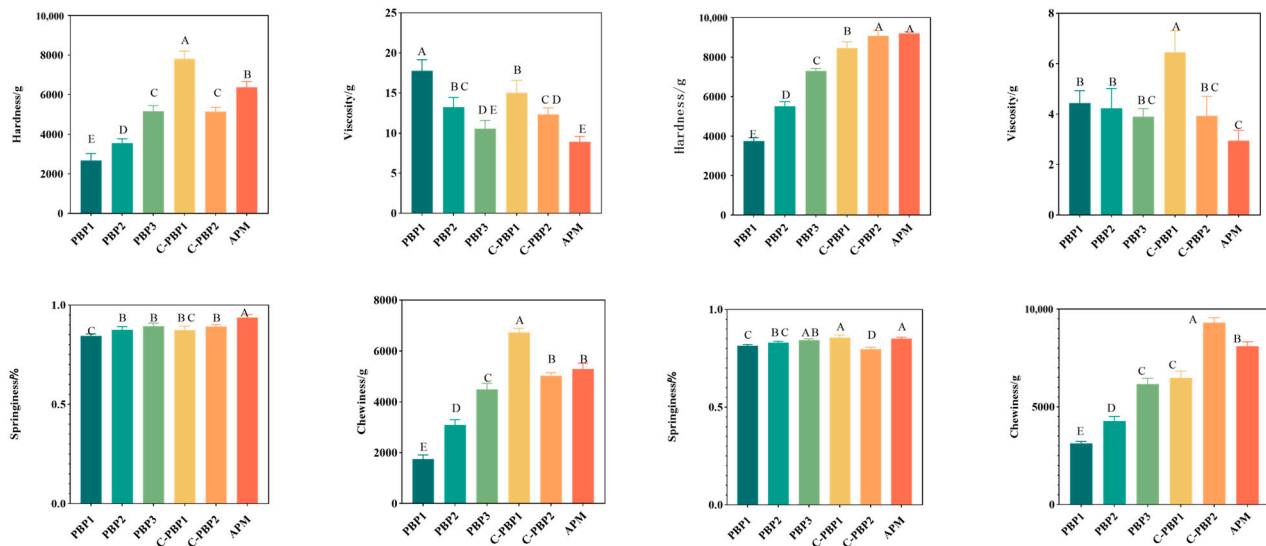 Hardness/g
10,000
8000
6000
4000
2000
0
E
D
C
A
C
B
PBP1
PBP2
PBP3
C-PBP1
C-PBP2
APM
Viscosity/g
25
20
15
10
5
0
A
B C
D E
B
C D
E
PBP1
PBP2
PBP3
C-PBP1
C-PBP2
APM
Hardness/g
10,000
8000
6000
4000
2000
0
E
D
C
B
A
A
PBP1
PBP2
PBP3
C-PBP1
C-PBP2
APM
Viscosity/g
8
6
4
2
0
B
B
B C
A
B C
C
PBP1
PBP2
PBP3
C-PBP1
C-PBP2
APM
Springiness/%
1.0
0.5
0.0
C
B
B
B C
B
A
PBP1
PBP2
PBP3
C-PBP1
C-PBP2
APM
Chewiness/g
8000
6000
4000
2000
0
E
D
C
A
B
B
PBP1
PBP2
PBP3
C-PBP1
C-PBP2
APM
Springiness/%
1.0
0.5
0.0
C
B C
A B
A
D
A
PBP1
PBP2
PBP3
C-PBP1
C-PBP2
APM
Chewiness/g
10,000
5000
0
E
D
C
C
A
B
PBP1
PBP2
PBP3
C-PBP1
C-PBP2
APM